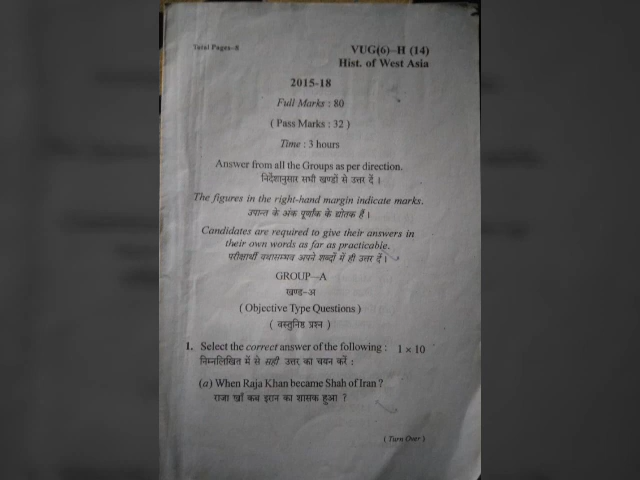 Total Pages–8
VUG(6)–H (14)
Hist. of West Asia
2015-18
Full Marks : 80
( Pass Marks : 32 )
Time : 3 hours
Answer from all the Groups as per direction.
निर्देशानुसार सभी खण्डों से उत्तर दें ।
The figures in the right-hand margin indicate marks.
उपान्त के अंक पूर्णांक के द्योतक हैं ।
Candidates are required to give their answers in
their own words as far as practicable.
परीक्षार्थी यथासम्भव अपने शब्दों में ही उत्तर दें ।
GROUP—A
खण्ड-अ
( Objective Type Questions )
( वस्तुनिष्ठ प्रश्न )
1. Select the correct answer of the following : 1 × 10
निम्नलिखित में से सही उत्तर का चयन करें :
(a) When Raja Khan became Shah of Iran ?
राजा खाँ कब इरान का शासक हुआ ?
( Turn Over )